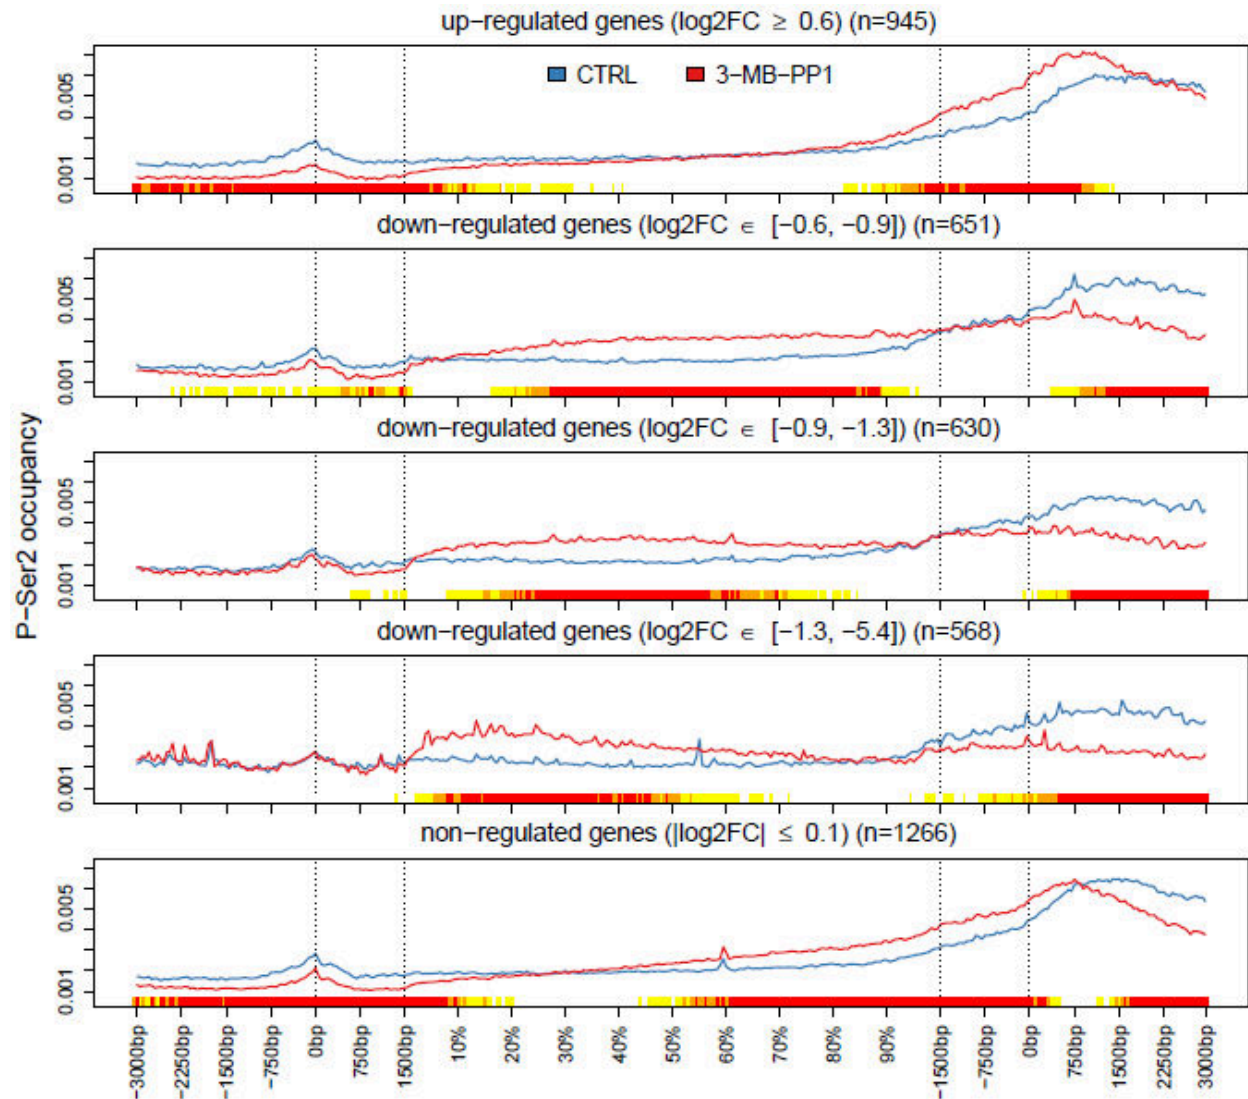 up-regulated genes (log2FC ≥ 0.6) (n=945)
CTRL 3-MB-PP1
0.005
0.001
down-regulated genes (log2FC ∈ [-0.6, -0.9]) (n=651)
0.005
0.001
down-regulated genes (log2FC ∈ [-0.9, -1.3]) (n=630)
0.005
0.001
P-Ser2 occupancy
down-regulated genes (log2FC ∈ [-1.3, -5.4]) (n=568)
0.005
0.001
non-regulated genes (|log2FC| ≤ 0.1) (n=1266)
0.005
0.001
-3000bp -2250bp -1500bp -750bp 0bp 750bp 1500bp 10% 20% 30% 40% 50% 60% 70% 80% 90% -1500bp -750bp 0bp 750bp 1500bp 2250bp 3000bp